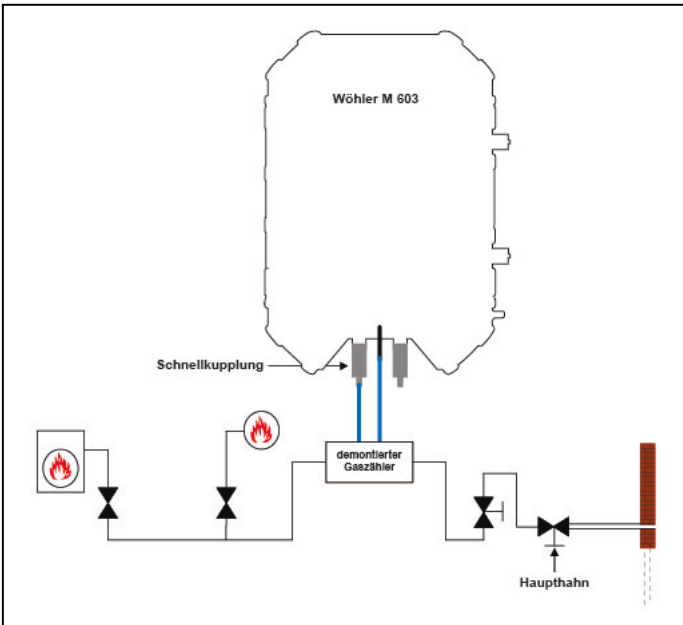 Wöhler M 603
Schnellkupplung
demontierter
Gaszähler
Haupthahn